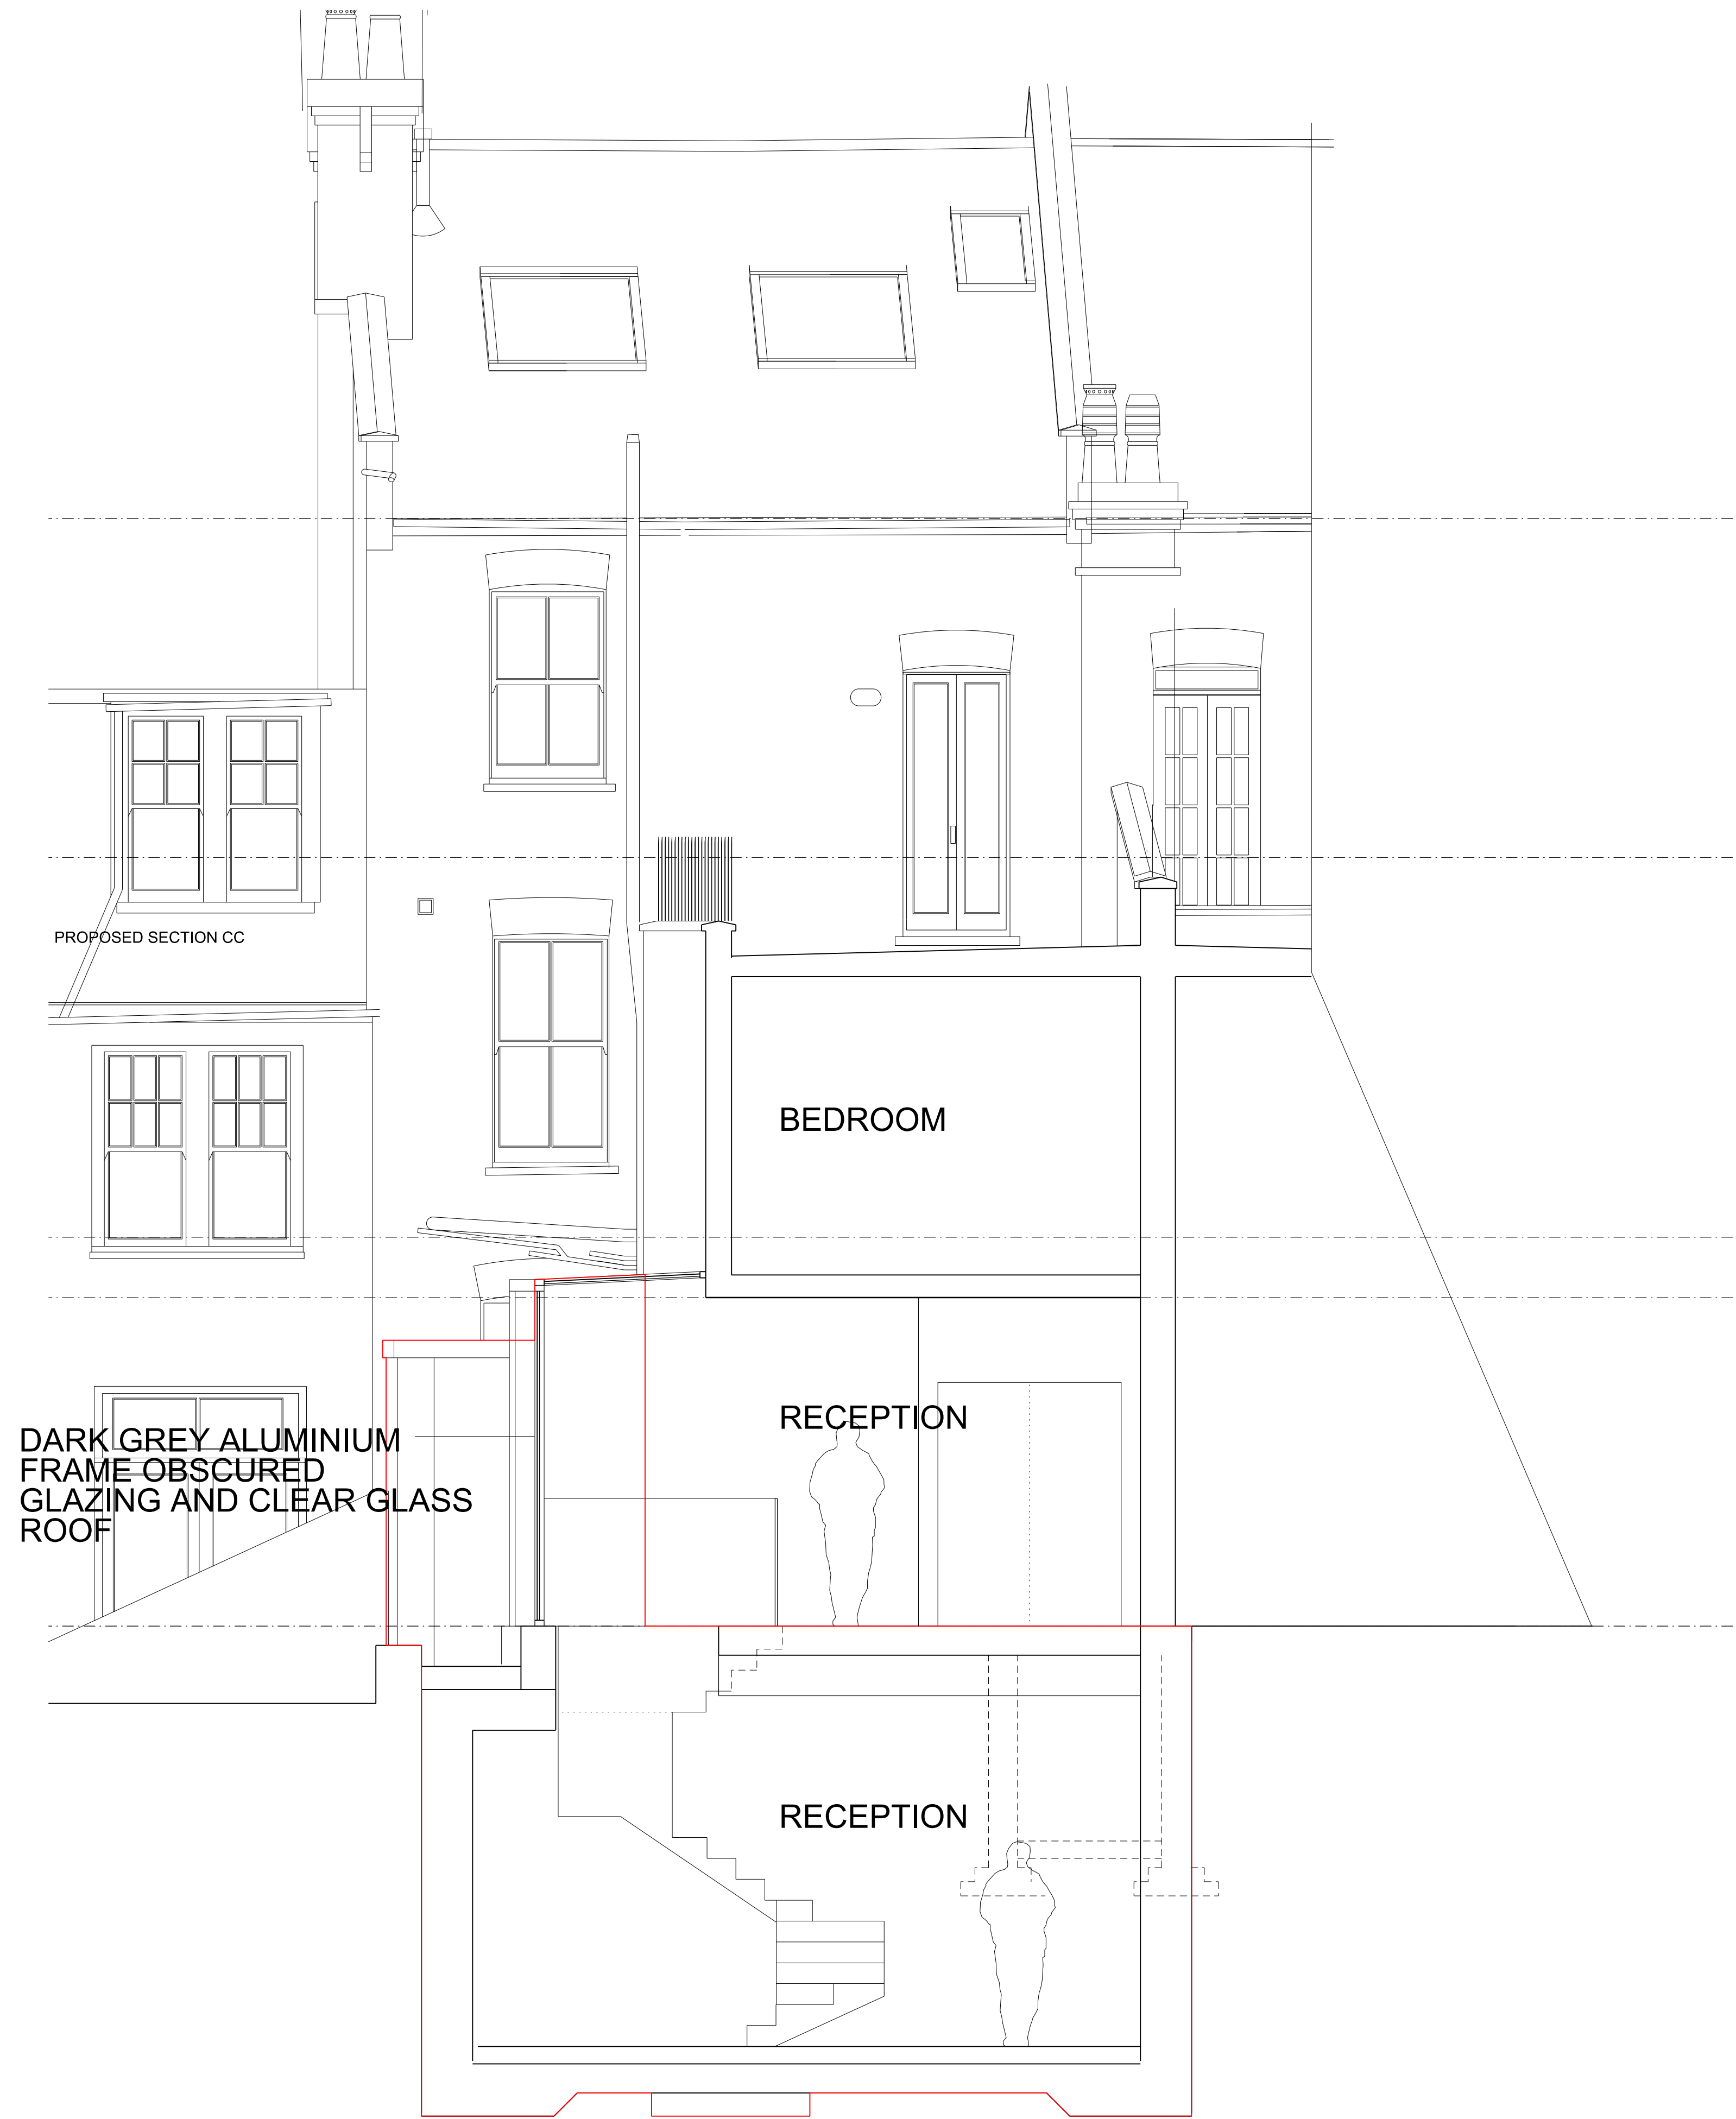 PROPOSED SECTION CC
BEDROOM
RECEPTION
DARK GREY ALUMINIUM
FRAME OBSCURED
GLAZING AND CLEAR GLASS
ROOF
RECEPTION